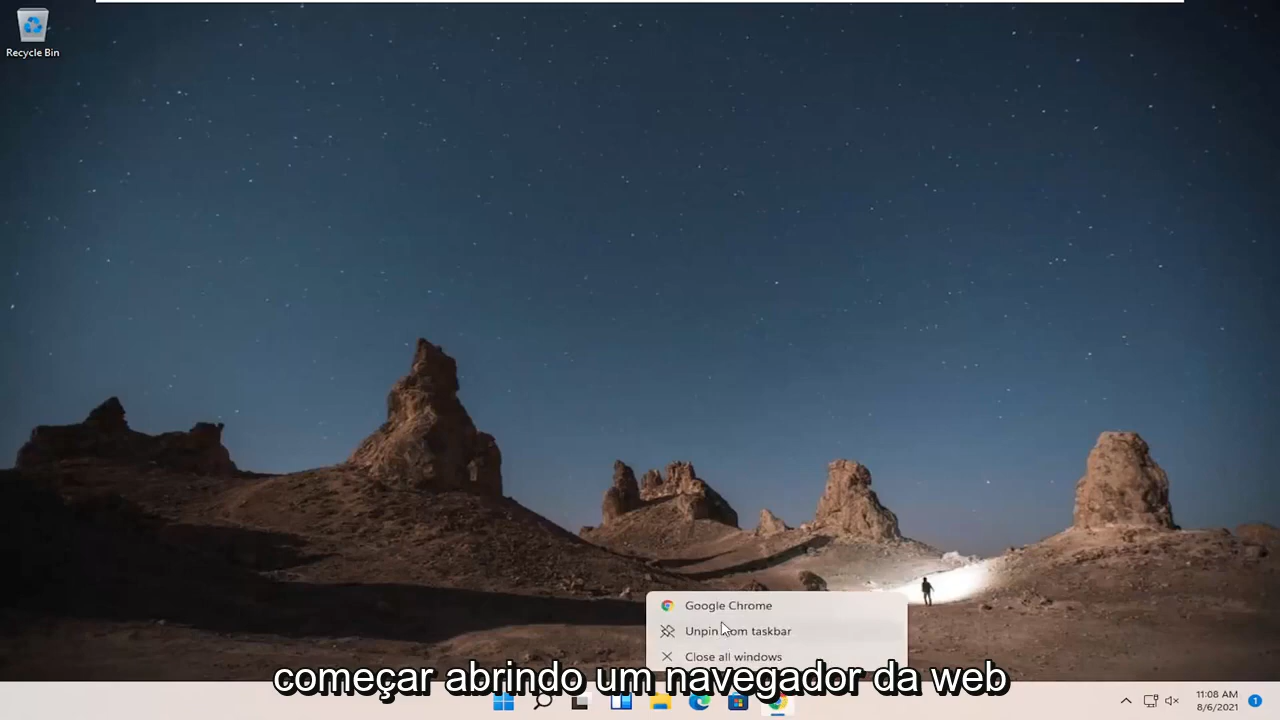 Recycle Bin
Google Chrome
Unpin from taskbar
Close all windows
começar abrindo um navegador da web
11:08 AM
8/6/2021
1